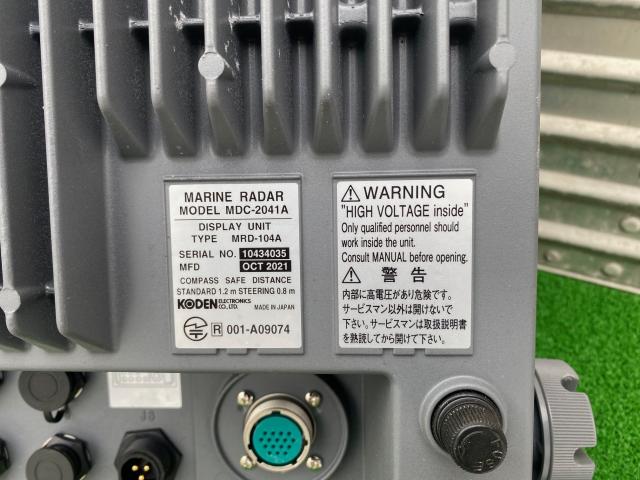 MARINE RADAR
MODEL MDC-2041A
DISPLAY UNIT
TYPE MRD-104A
SERIAL NO. 10434035
MFD OCT 2021
COMPASS SAFE DISTANCE
STANDARD 1.2 m STEERING 0.8 m
KODEN ELECTRONICS CO.,LTD. MADE IN JAPAN
R 001-A09074
WARNING
"HIGH VOLTAGE inside"
Only qualified personnel should
work inside the unit.
Consult MANUAL before opening.
警告
内部に高電圧があり危険です。
サービスマン以外は開けないで
下さい。サービスマンは取扱説明書
を熟読してから開けて下さい。
J6